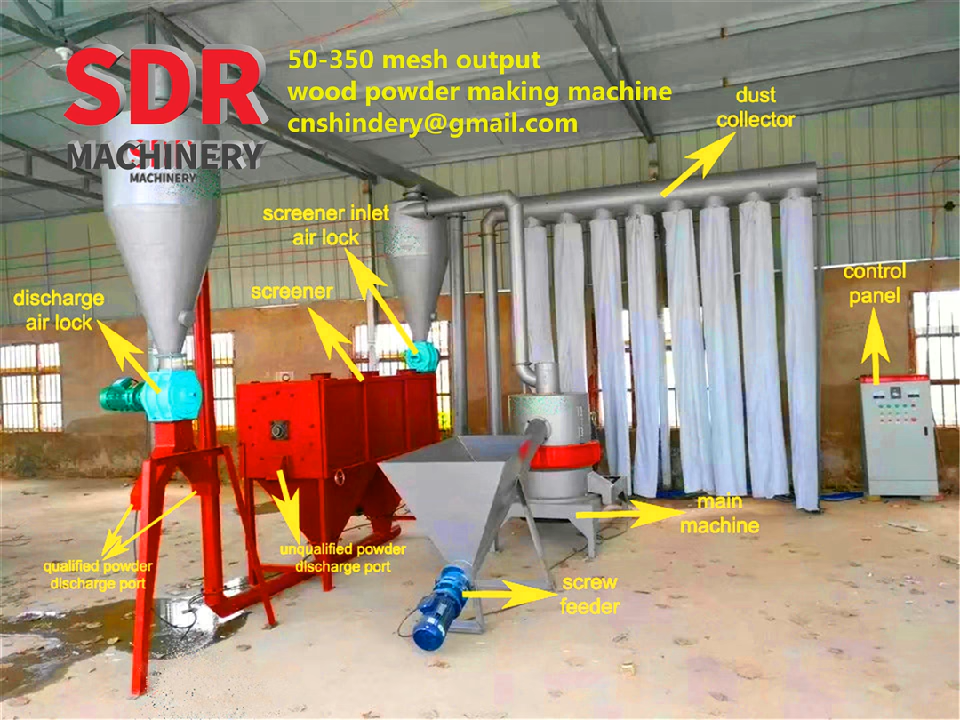 SDR
MACHINERY
MACHINERY
50-350 mesh output
wood powder making machine
cnshindery@gmail.com
dust
collector
screener inlet
air lock
screener
discharge
air lock
control
panel
main
machine
qualified powder
discharge port
unqualified powder
discharge port
screw
feeder